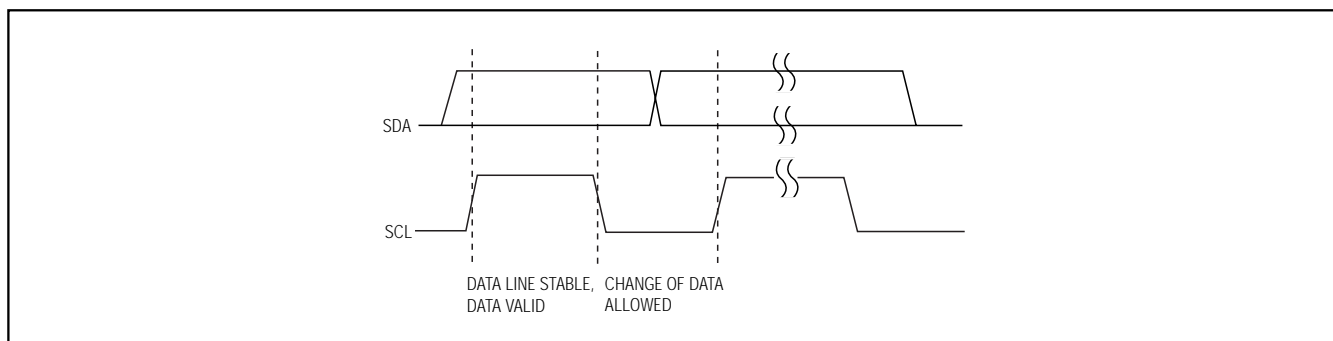 SDA
SCL
DATA LINE STABLE,
DATA VALID
CHANGE OF DATA
ALLOWED